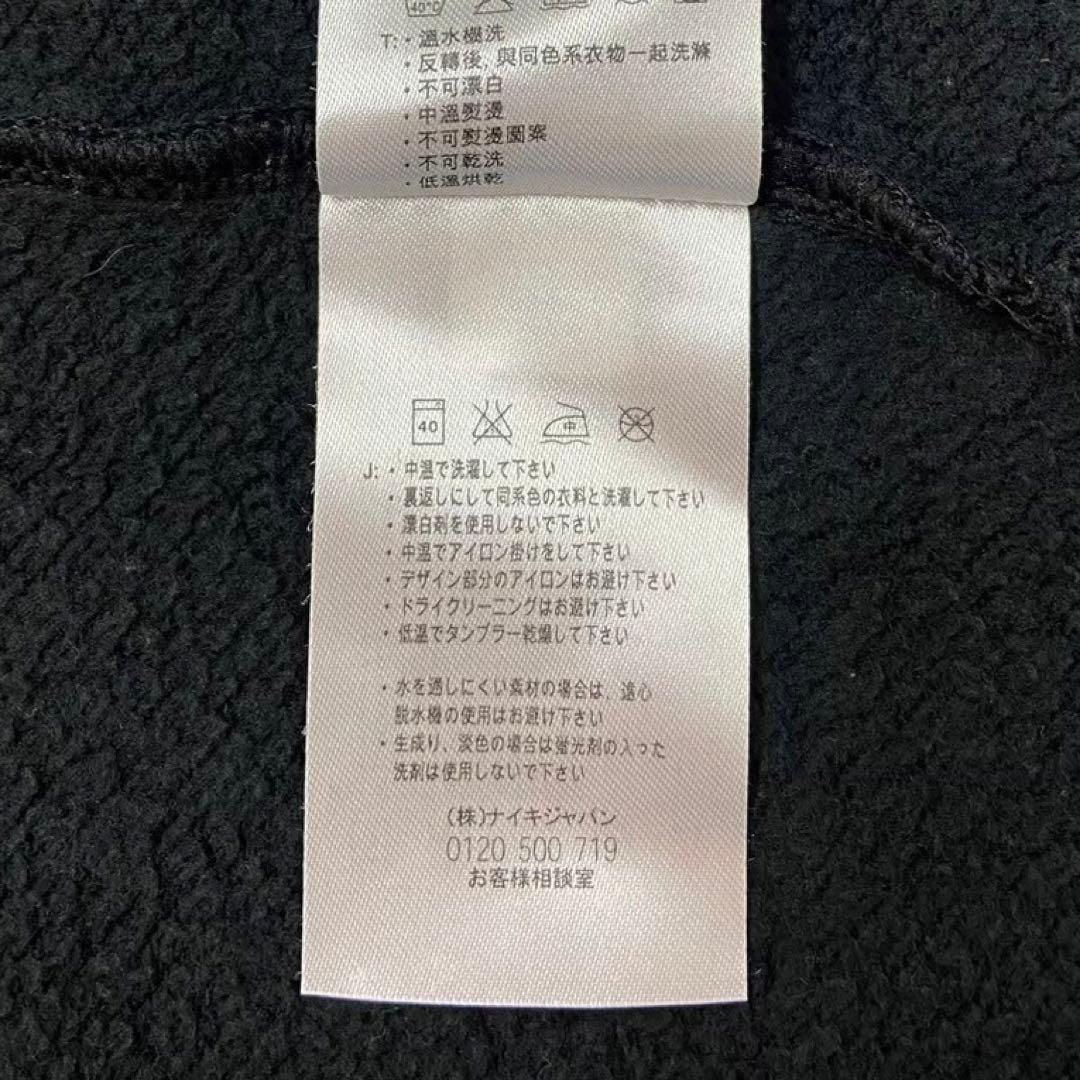 40°C
T: ・溫水機洗
・反轉後, 與同色系衣物一起洗滌
・不可漂白
・中溫熨燙
・不可熨燙圖案
・不可乾洗
・低溫烘乾
40 中
J: ・中温で洗濯して下さい
・裏返しにして同系色の衣料と洗濯して下さい
・漂白剤を使用しないで下さい
・中温でアイロン掛けをして下さい
・デザイン部分のアイロンはお避け下さい
・ドライクリーニングはお避け下さい
・低温でタンブラー乾燥して下さい
・水を通しにくい素材の場合は、遠心
脱水機の使用はお避け下さい
・生成り、淡色の場合は蛍光剤の入った
洗剤は使用しないで下さい
(株)ナイキジャパン
0120 500 719
お客様相談室